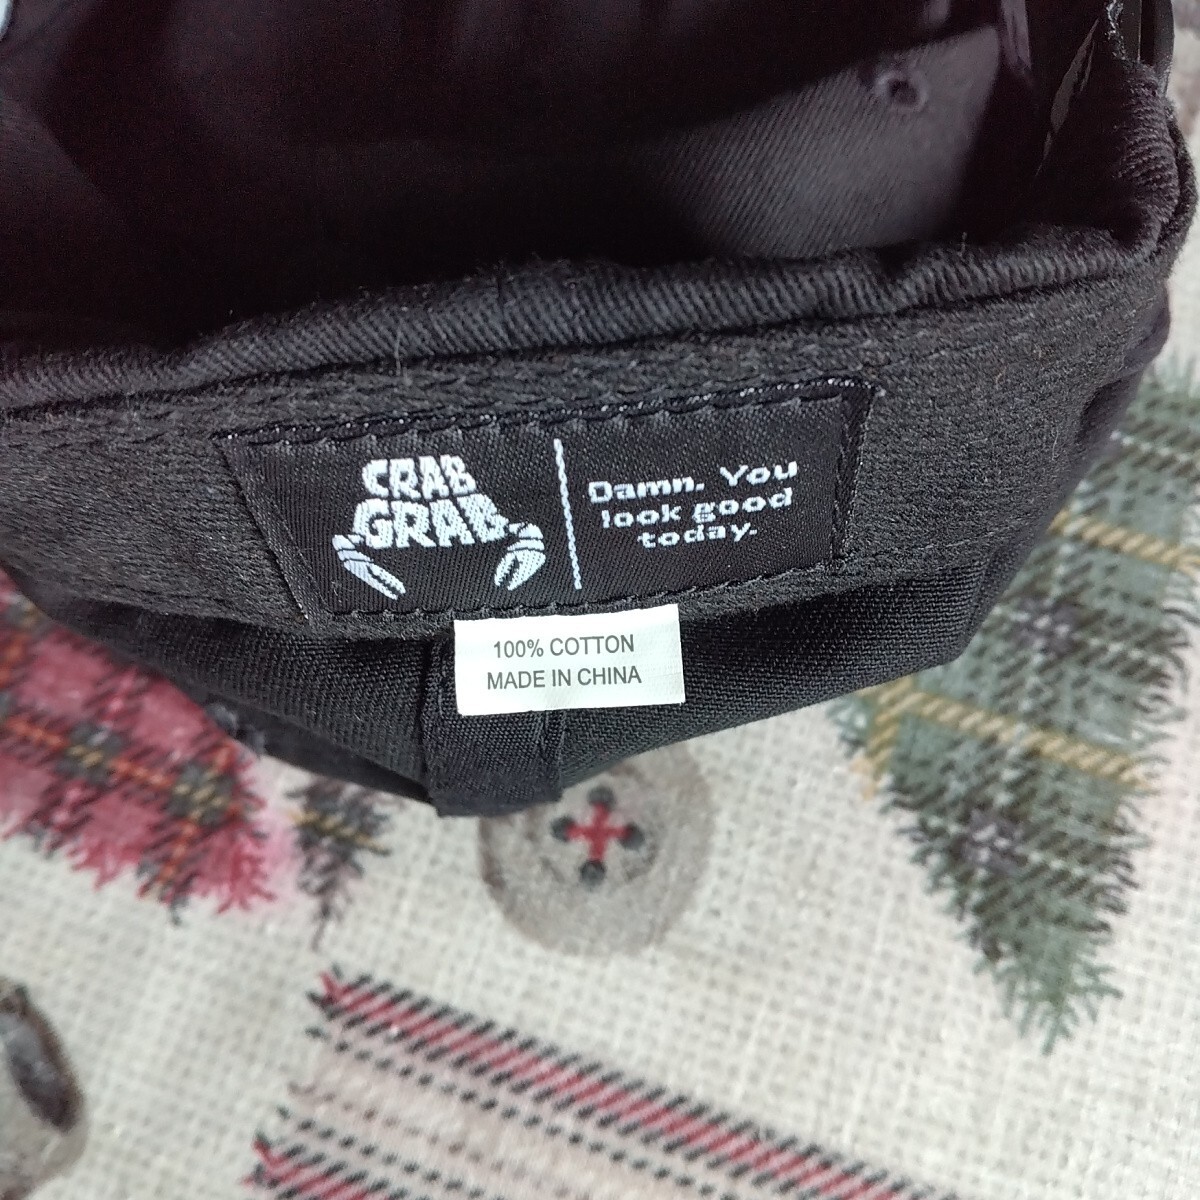 CRAB
GRAB
Damn. You
look good
today.
100% COTTON
MADE IN CHINA